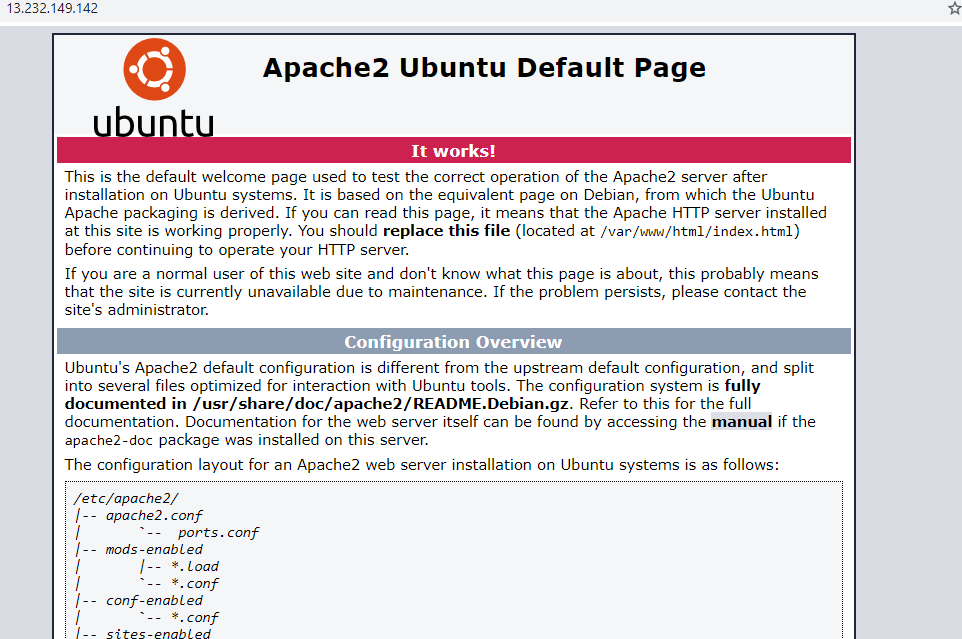 13.232.149.142
Apache2 Ubuntu Default Page
ubuntu
It works!
This is the default welcome page used to test the correct operation of the Apache2 server after
installation on Ubuntu systems. It is based on the equivalent page on Debian, from which the Ubuntu
Apache packaging is derived. If you can read this page, it means that the Apache HTTP server installed
at this site is working properly. You should replace this file (located at /var/www/html/index.html)
before continuing to operate your HTTP server.
If you are a normal user of this web site and don't know what this page is about, this probably means
that the site is currently unavailable due to maintenance. If the problem persists, please contact the
site's administrator.
Configuration Overview
Ubuntu's Apache2 default configuration is different from the upstream default configuration, and split
into several files optimized for interaction with Ubuntu tools. The configuration system is fully
documented in /usr/share/doc/apache2/README.Debian.gz. Refer to this for the full
documentation. Documentation for the web server itself can be found by accessing the manual if the
apache2-doc package was installed on this server.
The configuration layout for an Apache2 web server installation on Ubuntu systems is as follows:
/etc/apache2/
|-- apache2.conf
|       `--  ports.conf
|-- mods-enabled
|       |-- *.load
|       `-- *.conf
|-- conf-enabled
|       `-- *.conf
|-- sites-enabled